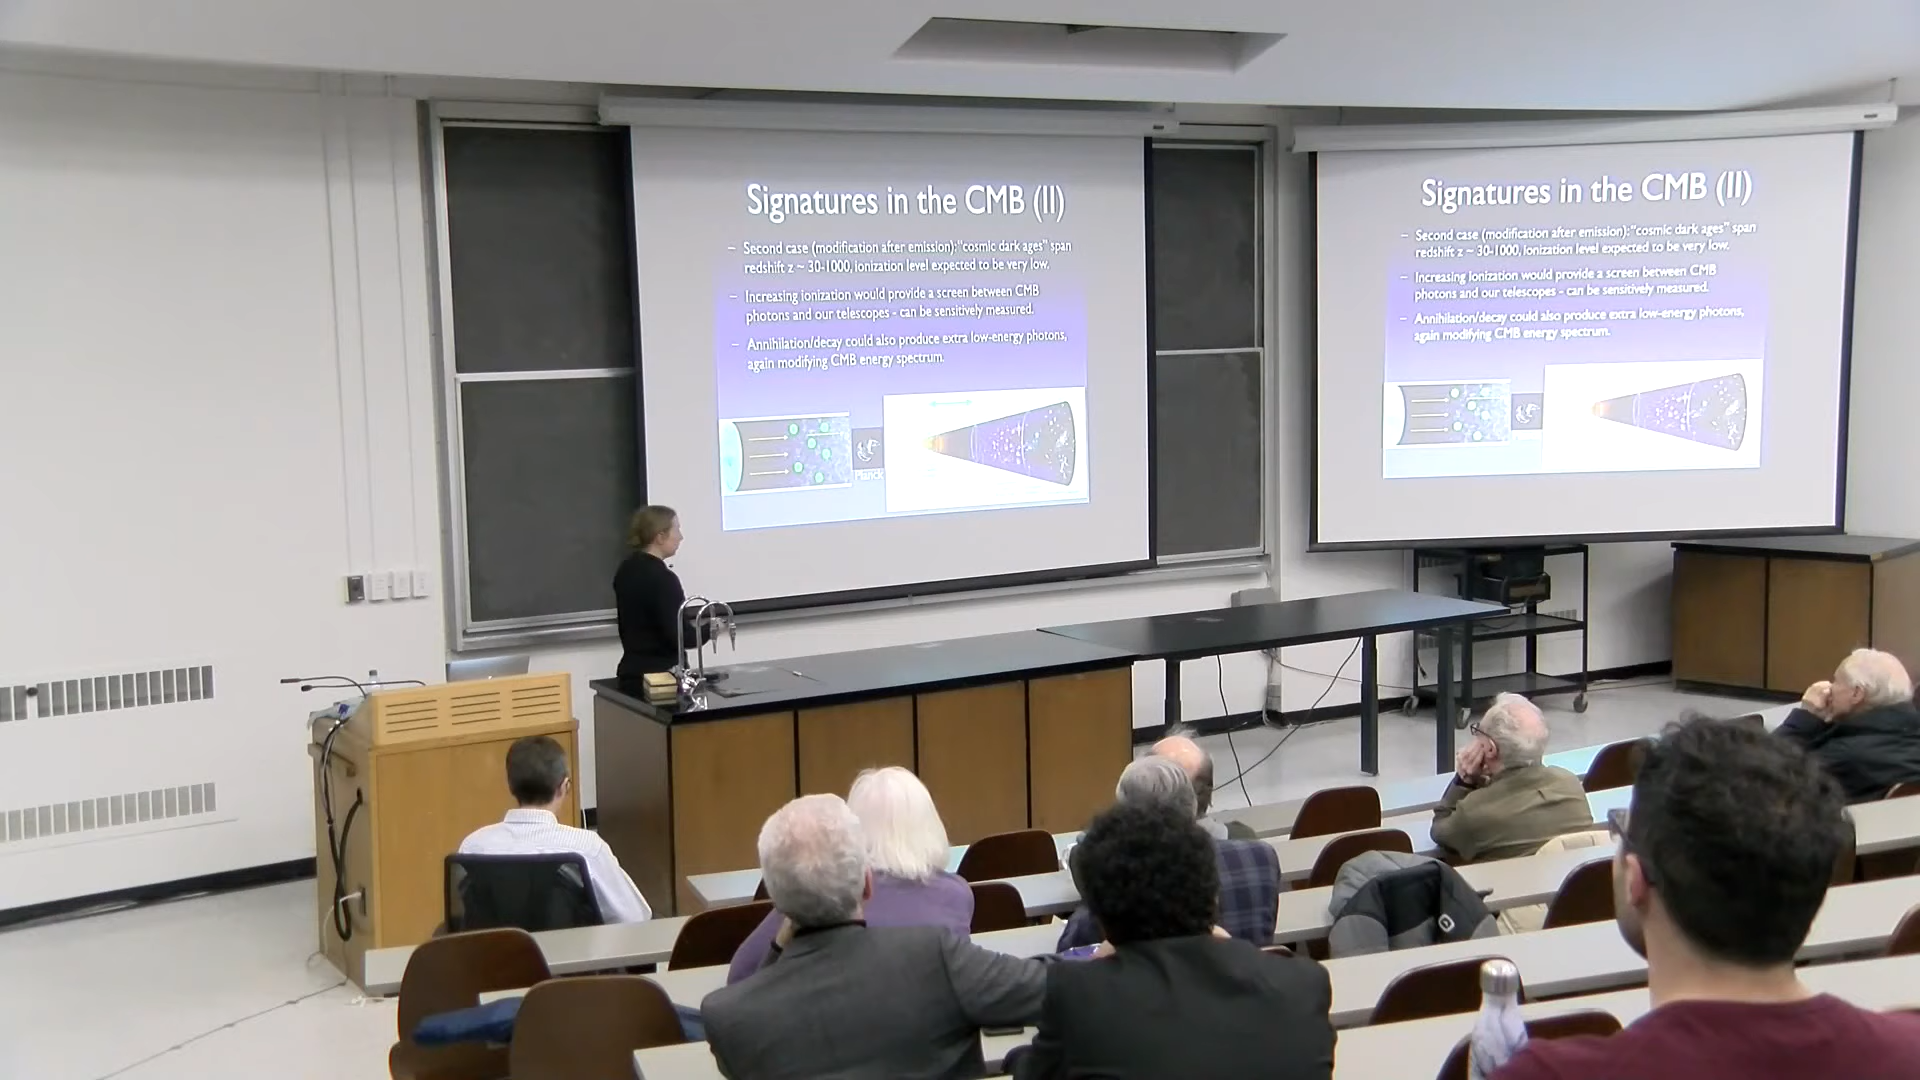 Signatures in the CMB (II)
– Second case (modification after emission): "cosmic dark ages" span
redshift z ~ 30-1000, ionization level expected to be very low.
– Increasing ionization would provide a screen between CMB
photons and our telescopes - can be sensitively measured.
– Annihilation/decay could also produce extra low-energy photons,
again modifying CMB energy spectrum.
Planck
Signatures in the CMB (II)
– Second case (modification after emission): "cosmic dark ages" span
redshift z ~ 30-1000, ionization level expected to be very low.
– Increasing ionization would provide a screen between CMB
photons and our telescopes - can be sensitively measured.
– Annihilation/decay could also produce extra low-energy photons,
again modifying CMB energy spectrum.